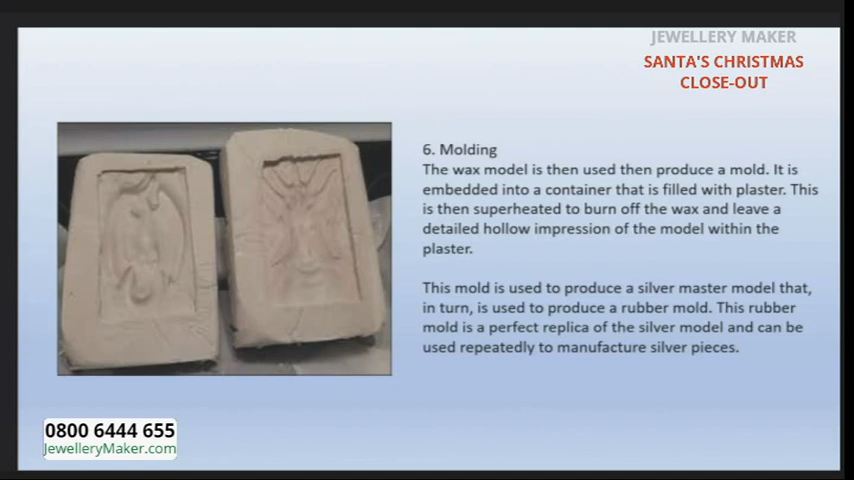 JEWELLERY MAKER
SANTA'S CHRISTMAS
CLOSE-OUT
6. Molding
The wax model is then used then produce a mold. It is
embedded into a container that is filled with plaster. This
is then superheated to burn off the wax and leave a
detailed hollow impression of the model within the
plaster.
This mold is used to produce a silver master model that,
in turn, is used to produce a rubber mold. This rubber
mold is a perfect replica of the silver model and can be
used repeatedly to manufacture silver pieces.
0800 6444 655
JewelleryMaker.com